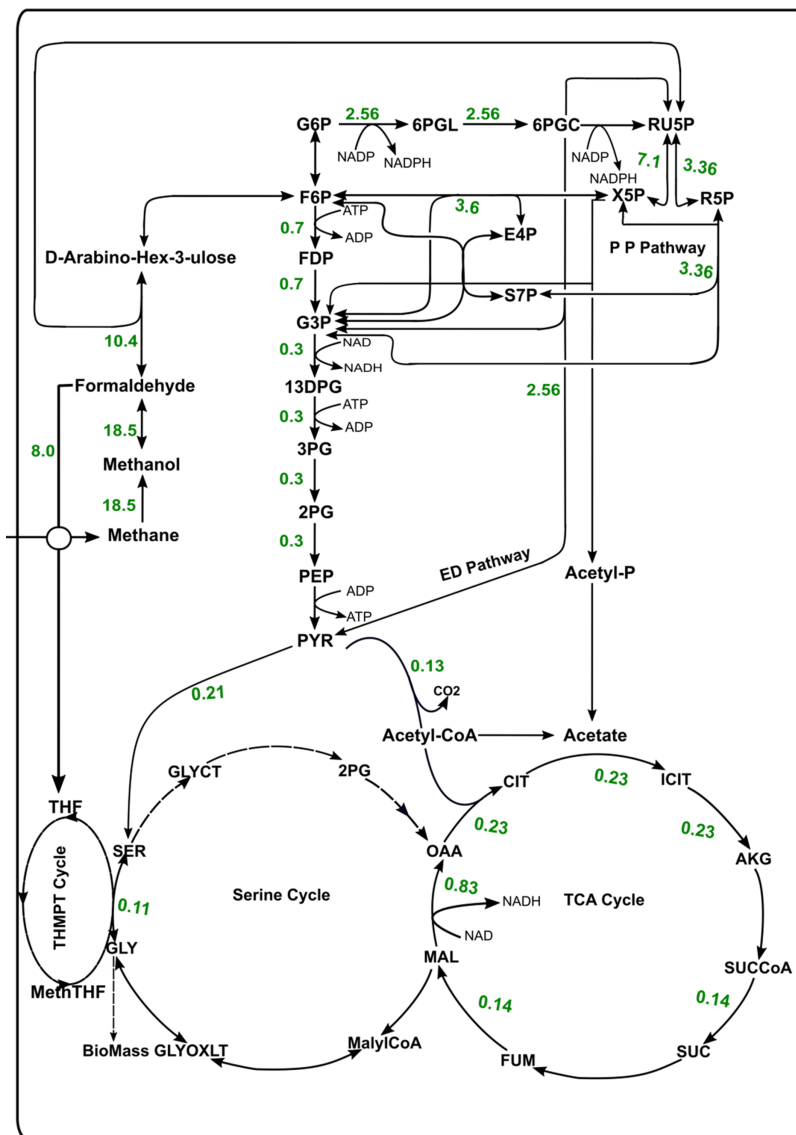 G6P 2.56 6PGL 2.56 6PGC RU5P
NADP NADPH NADP NADPH 7.1 3.36
F6P ATP 3.6 X5P R5P
0.7 ADP E4P P P Pathway
D-Arabino-Hex-3-ulose FDP 3.36
0.7 S7P
G3P
10.4 0.3 NAD
NADH
Formaldehyde 13DPG 2.56
18.5 0.3 ATP
ADP
8.0 Methanol 3PG
18.5 0.3
Methane 2PG
0.3 ED Pathway
PEP ADP Acetyl-P
ATP
PYR
0.21 0.13
CO2
Acetyl-CoA Acetate
GLYCT 2PG CIT 0.23 ICIT
THF 0.23 0.23
SER OAA AKG
THMPT Cycle 0.11 Serine Cycle 0.83 NADH TCA Cycle
NAD
GLY MAL
MethTHF SUCCoA
0.14 0.14
BioMass GLYOXLT MalylCoA FUM SUC